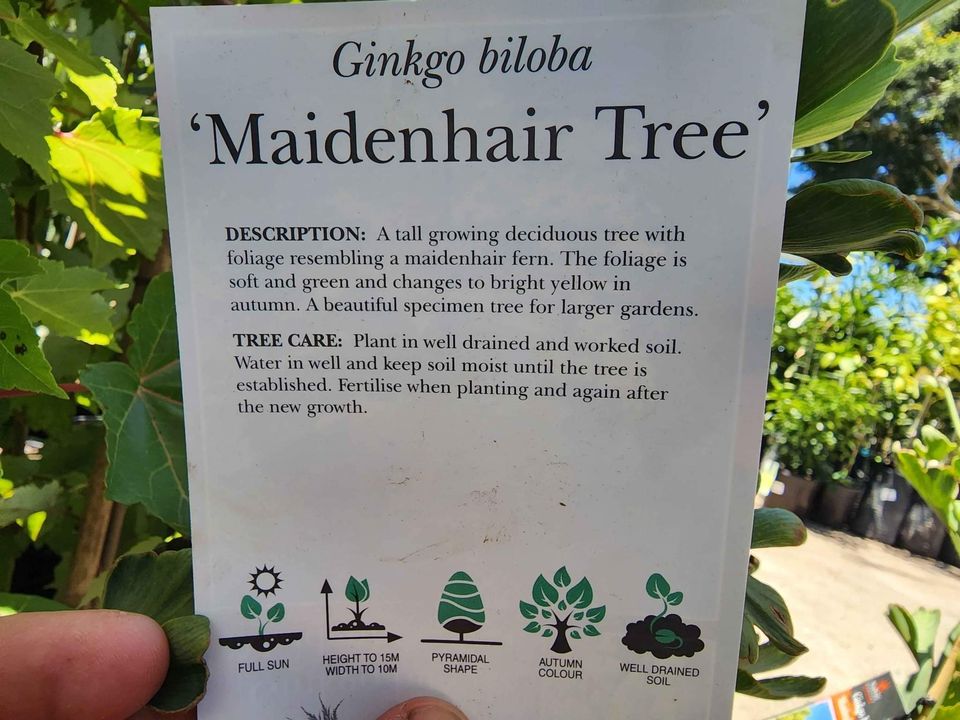 Ginkgo biloba
‘Maidenhair Tree’
DESCRIPTION: A tall growing deciduous tree with
foliage resembling a maidenhair fern. The foliage is
soft and green and changes to bright yellow in
autumn. A beautiful specimen tree for larger gardens.
TREE CARE: Plant in well drained and worked soil.
Water in well and keep soil moist until the tree is
established. Fertilise when planting and again after
the new growth.
FULL SUN
HEIGHT TO 15M
WIDTH TO 10M
PYRAMIDAL
SHAPE
AUTUMN
COLOUR
WELL DRAINED
SOIL